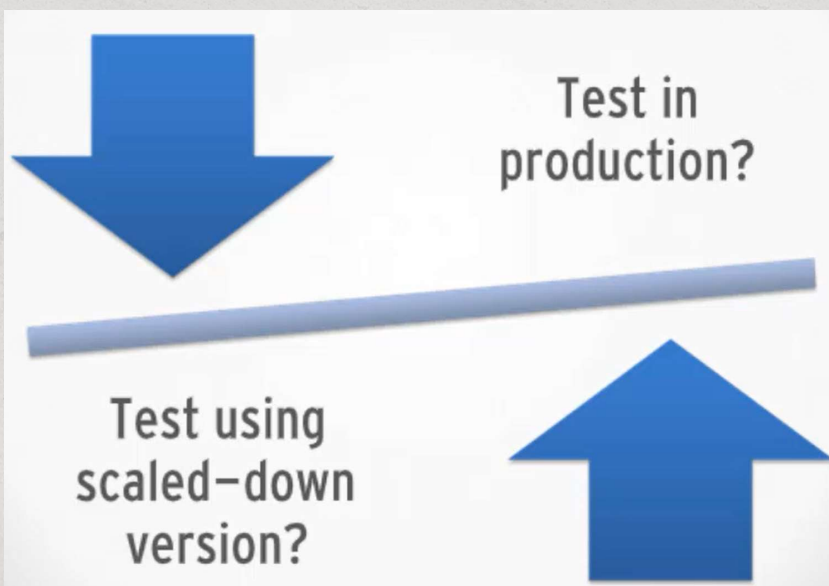 Test in
production?
Test using
scaled–down
version?